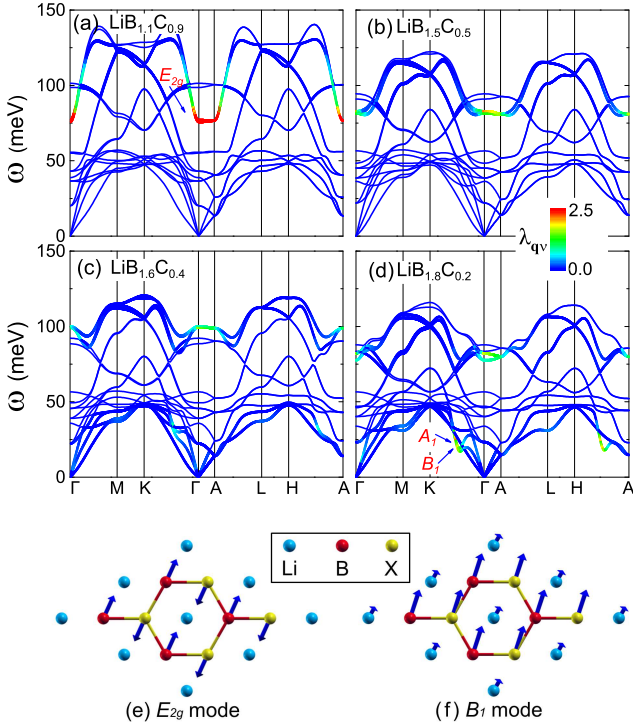 (a) LiB1.1C0.9
(b) LiB1.5C0.5
150
100
50
0
ω (meV)
E2g
(c) LiB1.6C0.4
(d) LiB1.8C0.2
λqν
2.5
0.0
150
100
50
0
ω (meV)
A1
B1
Γ M K Γ A L H A
Γ M K Γ A L H A
Li B X
(e) E2g mode
(f) B1 mode